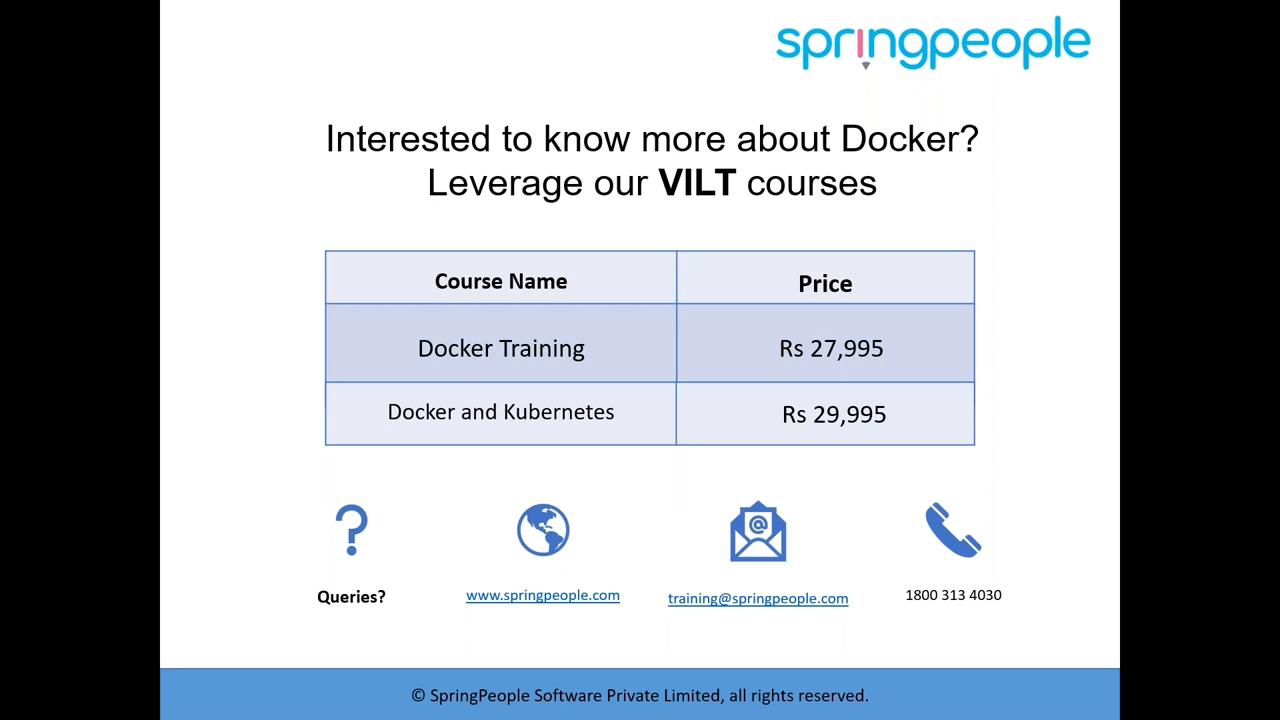 springpeople
Interested to know more about Docker?
Leverage our VILT courses
Course Name Price
Docker Training Rs 27,995
Docker and Kubernetes Rs 29,995
@
Queries? www.springpeople.com training@springpeople.com 1800 313 4030
© SpringPeople Software Private Limited, all rights reserved.